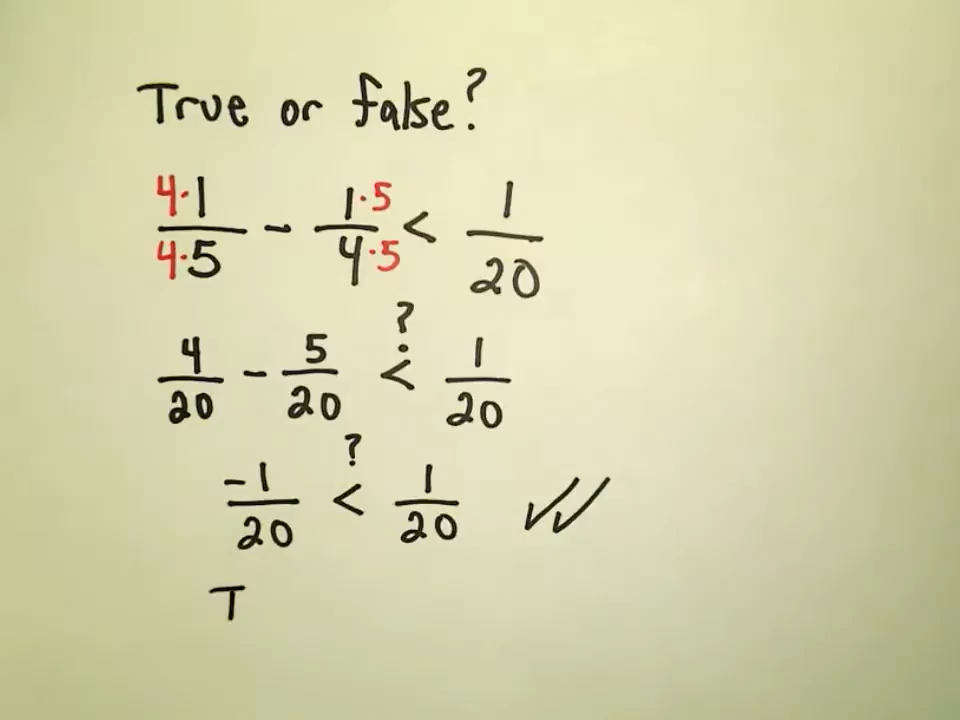 True or false?
4·1/4·5 - 1·5/4·5 < 1/20
?
4/20 - 5/20 < 1/20
?
-1/20 < 1/20 ✓✓
T